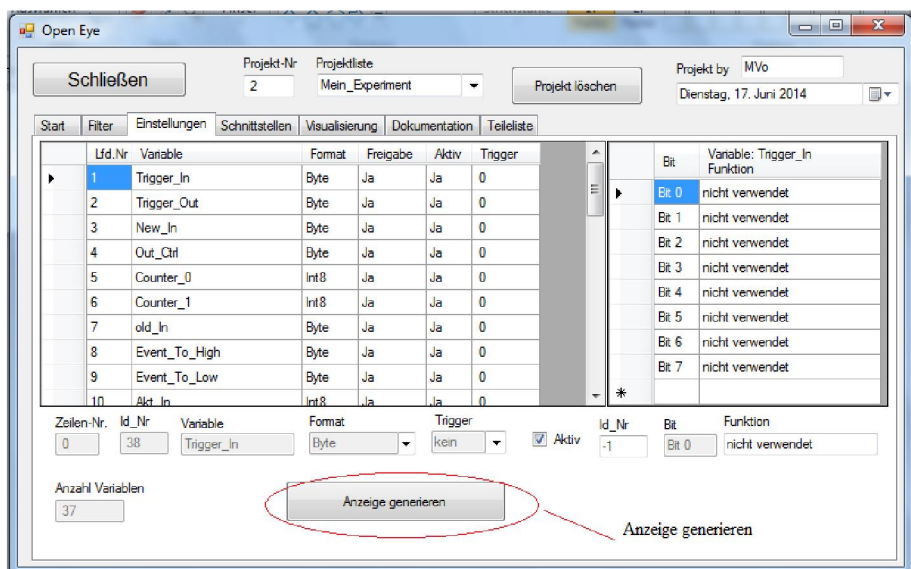 Open Eye
Schließen
Projekt-Nr
2
Projektliste
Mein_Experiment
Projekt löschen
Projekt by
MVo
Dienstag, 17. Juni 2014
Start Filter Einstellungen Schnittstellen Visualisierung Dokumentation Teileliste
Lfd.Nr Variable Format Freigabe Aktiv Trigger
1 Trigger_In Byte Ja Ja 0
2 Trigger_Out Byte Ja Ja 0
3 New_In Byte Ja Ja 0
4 Out_Ctrl Byte Ja Ja 0
5 Counter_0 Int8 Ja Ja 0
6 Counter_1 Int8 Ja Ja 0
7 old_In Byte Ja Ja 0
8 Event_To_High Byte Ja Ja 0
9 Event_To_Low Byte Ja Ja 0
10 Akt_In Int8 Ja Ja 0
Bit Variable: Trigger_In
Funktion
Bit 0 nicht verwendet
Bit 1 nicht verwendet
Bit 2 nicht verwendet
Bit 3 nicht verwendet
Bit 4 nicht verwendet
Bit 5 nicht verwendet
Bit 6 nicht verwendet
Bit 7 nicht verwendet
Zeilen-Nr. Id_Nr Variable Format Trigger Id_Nr Bit Funktion
0 38 Trigger_In Byte kein Aktiv -1 Bit 0 nicht verwendet
Anzahl Variablen
37
Anzeige generieren
Anzeige generieren